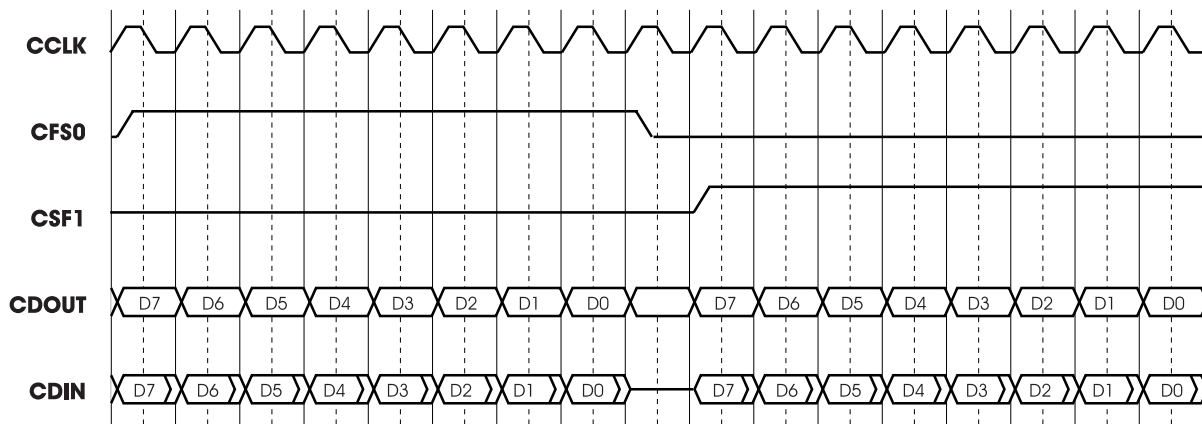 CCLK
CFS0
CSF1
CDOUT D7 D6 D5 D4 D3 D2 D1 D0 D7 D6 D5 D4 D3 D2 D1 D0
CDIN D7 D6 D5 D4 D3 D2 D1 D0 D7 D6 D5 D4 D3 D2 D1 D0